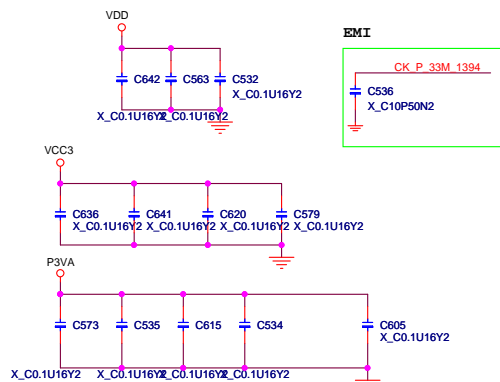 VDD
EMI
C642 C563 C532
X_C0.1U16Y2
X_C0.1U16Y2 X_C0.1U16Y2
CK_P_33M_1394
C536
X_C10P50N2
VCC3
C636 C641 C620 C579
X_C0.1U16Y2 X_C0.1U16Y2 X_C0.1U16Y2 X_C0.1U16Y2
P3VA
C573 C535 C615 C534 C605
X_C0.1U16Y2
X_C0.1U16Y2 X_C0.1U16Y2 X_C0.1U16Y2 X_C0.1U16Y2